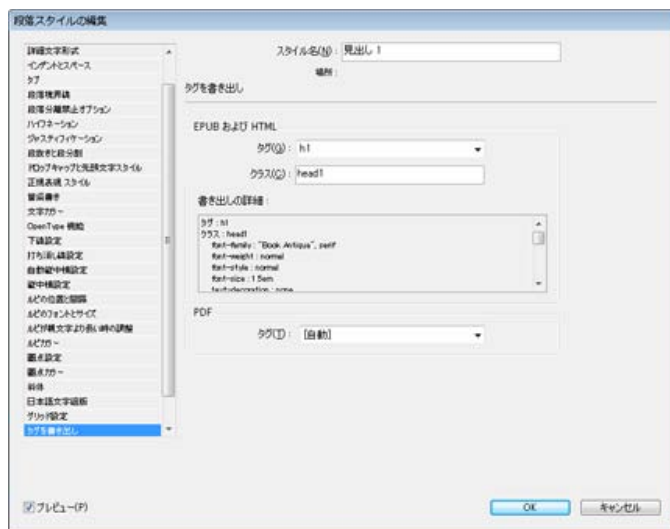 段落スタイルの編集
詳細文字形式
インデントとスペース
タブ
段落境界線
段落分離禁止オプション
ハイフネーション
ジャスティフィケーション
段抜きと段分割
ドロップキャップと先頭文字スタイル
正規表現スタイル
箇条書き
文字カラー
OpenType 機能
下線設定
打ち消し線設定
自動縦中横設定
縦中横設定
ルビの位置と間隔
ルビのフォントとサイズ
ルビが親文字より長い時の調整
ルビカラー
圏点設定
圏点カラー
斜体
日本語文字組版
グリッド設定
タグを書き出し
スタイル名(N) : 見出し 1
場所 :
タグを書き出し
EPUB および HTML
タグ(G) : h1
クラス(C) : head1
書き出しの詳細 :
タグ : h1
クラス : head1
font-family : "Book Antiqua", serif
font-weight : normal
font-style : normal
font-size : 1.5em
text-decoration : none
PDF
タグ(T) : [自動]
プレビュー(P)
OK
キャンセル